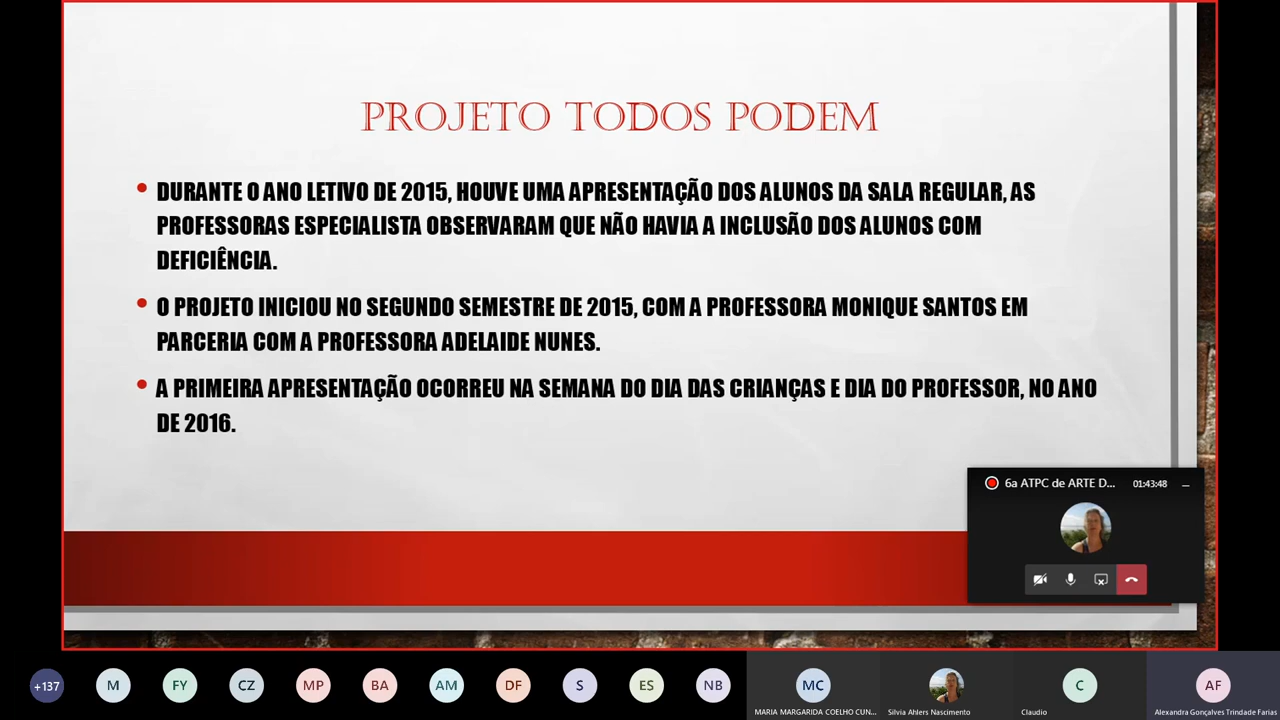 PROJETO TODOS PODEM
DURANTE O ANO LETIVO DE 2015, HOUVE UMA APRESENTAÇÃO DOS ALUNOS DA SALA REGULAR, AS
PROFESSORAS ESPECIALISTA OBSERVARAM QUE NÃO HAVIA A INCLUSÃO DOS ALUNOS COM
DEFICIÊNCIA.
O PROJETO INICIOU NO SEGUNDO SEMESTRE DE 2015, COM A PROFESSORA MONIQUE SANTOS EM
PARCERIA COM A PROFESSORA ADELAIDE NUNES.
A PRIMEIRA APRESENTAÇÃO OCORREU NA SEMANA DO DIA DAS CRIANÇAS E DIA DO PROFESSOR, NO ANO
DE 2016.
6a ATPC de ARTE D... 01:43:48
+137 M FY CZ MP BA AM DF S ES NB MC C AF
MARIA MARGARIDA COELHO CUN... Silvia Ahlers Nascimento Claudio Alexandra Gonçalves Trindade Farias